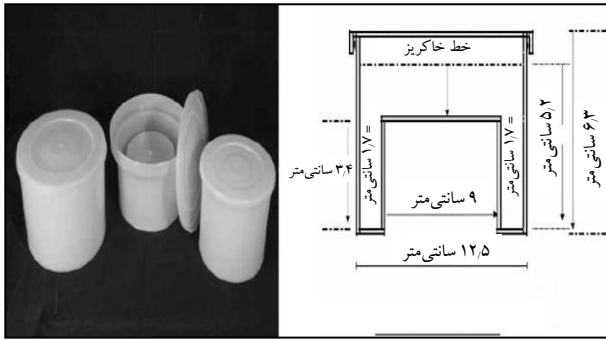 خط خاکریز
= ۱٫۷ سانتی‌متر
= ۱٫۷ سانتی‌متر
۵٫۲ سانتی‌متر
۶٫۳ سانتی‌متر
۳٫۴ سانتی‌متر
۹ سانتی‌متر
۱۲٫۵ سانتی‌متر